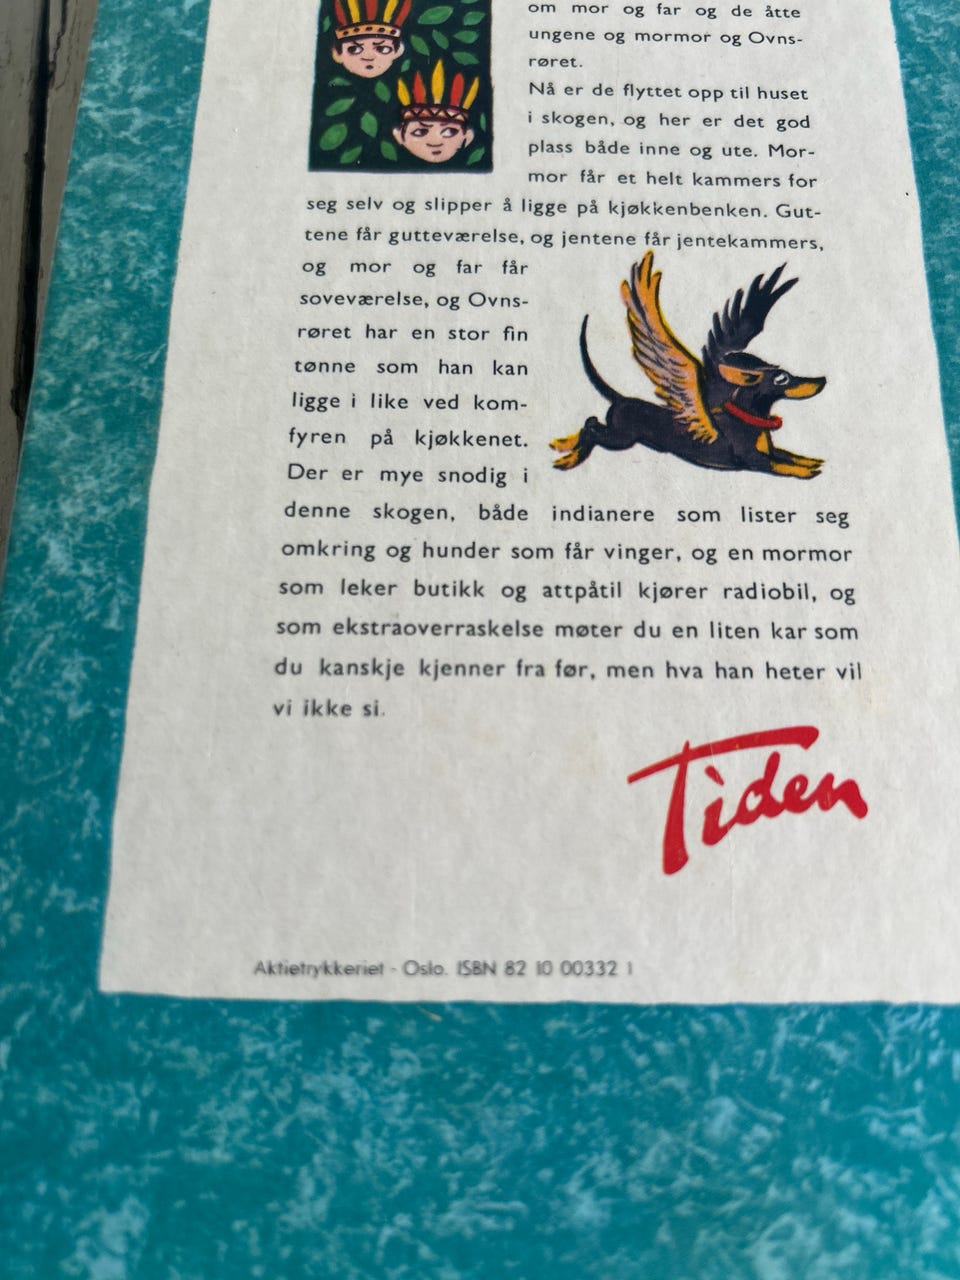 om mor og far og de åtte
ungene og mormor og Ovns-
røret.
Nå er de flyttet opp til huset
i skogen, og her er det god
plass både inne og ute. Mor-
mor får et helt kammers for
seg selv og slipper å ligge på kjøkkenbenken. Gut-
tene får gutteværelse, og jentene får jentekammers,
og mor og far får
soveværelse, og Ovns-
røret har en stor fin
tønne som han kan
ligge i like ved kom-
fyren på kjøkkenet.
Der er mye snodig i
denne skogen, både indianere som lister seg
omkring og hunder som får vinger, og en mormor
som leker butikk og attpåtil kjører radiobil, og
som ekstraoverraskelse møter du en liten kar som
du kanskje kjenner fra før, men hva han heter vil
vi ikke si.
Tiden
Aktietrykkeriet - Oslo. ISBN 82 10 00332 1